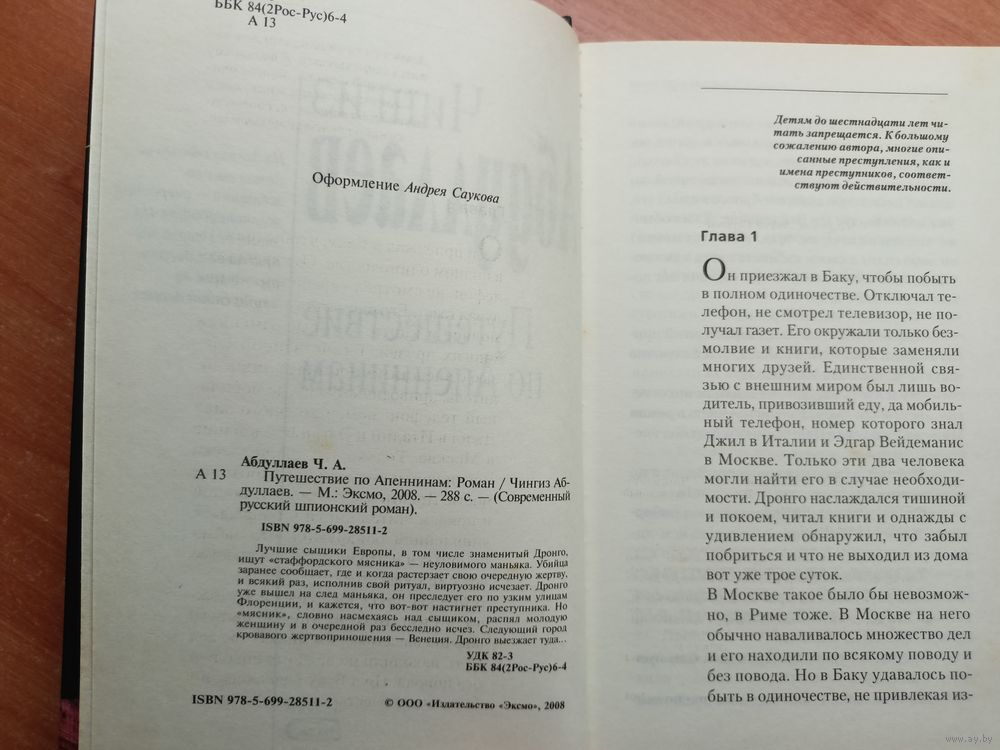 ББК 84(2Рос-Рус)6-4
А 13
Оформление Андрея Саукова
Абдуллаев Ч. А.
А 13
Путешествие по Апеннинам: Роман / Чингиз Аб-
дуллаев. — М.: Эксмо, 2008. — 288 с. — (Современный
русский шпионский роман).
ISBN 978-5-699-28511-2
Лучшие сыщики Европы, в том числе знаменитый Дронго,
ищут «стаффордского мясника» — неуловимого маньяка. Убийца
заранее сообщает, где и когда растерзает свою очередную жертву,
и всякий раз, исполнив свой ритуал, виртуозно исчезает. Дронго
уже вышел на след маньяка, он преследует его по узким улицам
Флоренции, и кажется, что вот-вот настигнет преступника. Но
«мясник», словно насмехаясь над сыщиком, распял молодую
женщину и в очередной раз бесследно исчез. Следующий город
кровавого жертвоприношения — Венеция. Дронго выезжает туда...
УДК 82-3
ББК 84(2Рос-Рус)6-4
ISBN 978-5-699-28511-2
© ООО «Издательство «Эксмо», 2008
Детям до шестнадцати лет чи-
тать запрещается. К большому
сожалению автора, многие опи-
санные преступления, как и
имена преступников, соответ-
ствуют действительности.
Глава 1
Он приезжал в Баку, чтобы побыть
в полном одиночестве. Отключал те-
лефон, не смотрел телевизор, не по-
лучал газет. Его окружали только без-
молвие и книги, которые заменяли
многих друзей. Единственной свя-
зью с внешним миром был лишь во-
дитель, привозивший еду, да мобиль-
ный телефон, номер которого знал
Джил в Италии и Эдгар Вейдеманис
в Москве. Только эти два человека
могли найти его в случае необходи-
мости. Дронго наслаждался тишиной
и покоем, читал книги и однажды с
удивлением обнаружил, что забыл
побриться и что не выходил из дома
вот уже трое суток.
В Москве такое было бы невозмож-
но, в Риме тоже. В Москве на него
обычно наваливалось множество дел
и его находили по всякому поводу и
без повода. Но в Баку удавалось по-
быть в одиночестве, не привлекая из-
www.ay.by